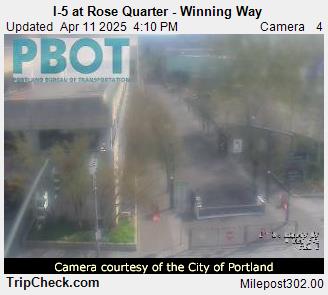 I-5 at Rose Quarter - Winning Way
Updated Apr 11 2025 4:10 PM Camera 4
PBOT
PORTLAND BUREAU OF TRANSPORTATION
Camera courtesy of the City of Portland
TripCheck.com Milepost302.00